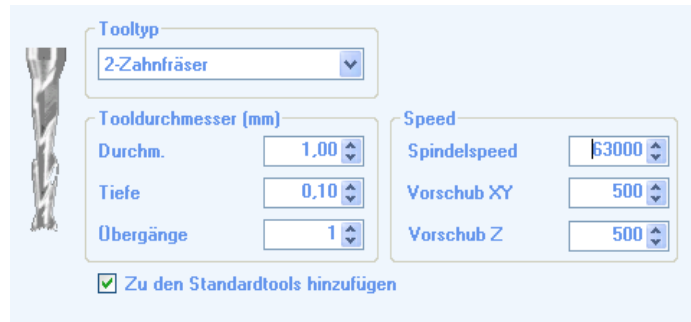 Tooltyp
2-Zahnfräser
Tooldurchmesser (mm)
Durchm. 1,00
Tiefe 0,10
Übergänge 1
Speed
Spindelspeed 63000
Vorschub XY 500
Vorschub Z 500
Zu den Standardtools hinzufügen